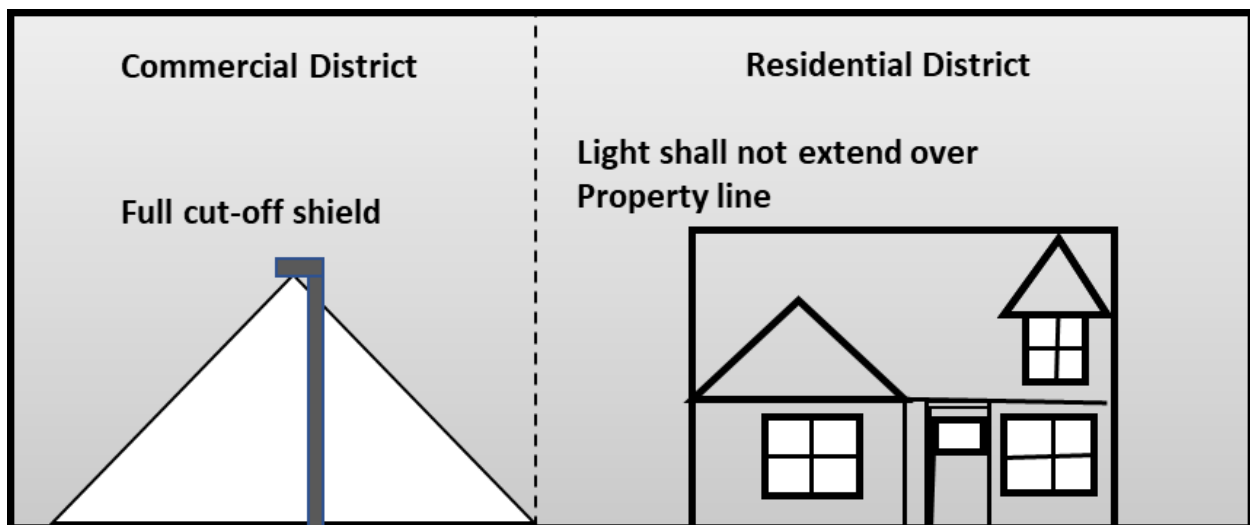 Commercial District
Residential District
Light shall not extend over
Property line
Full cut-off shield